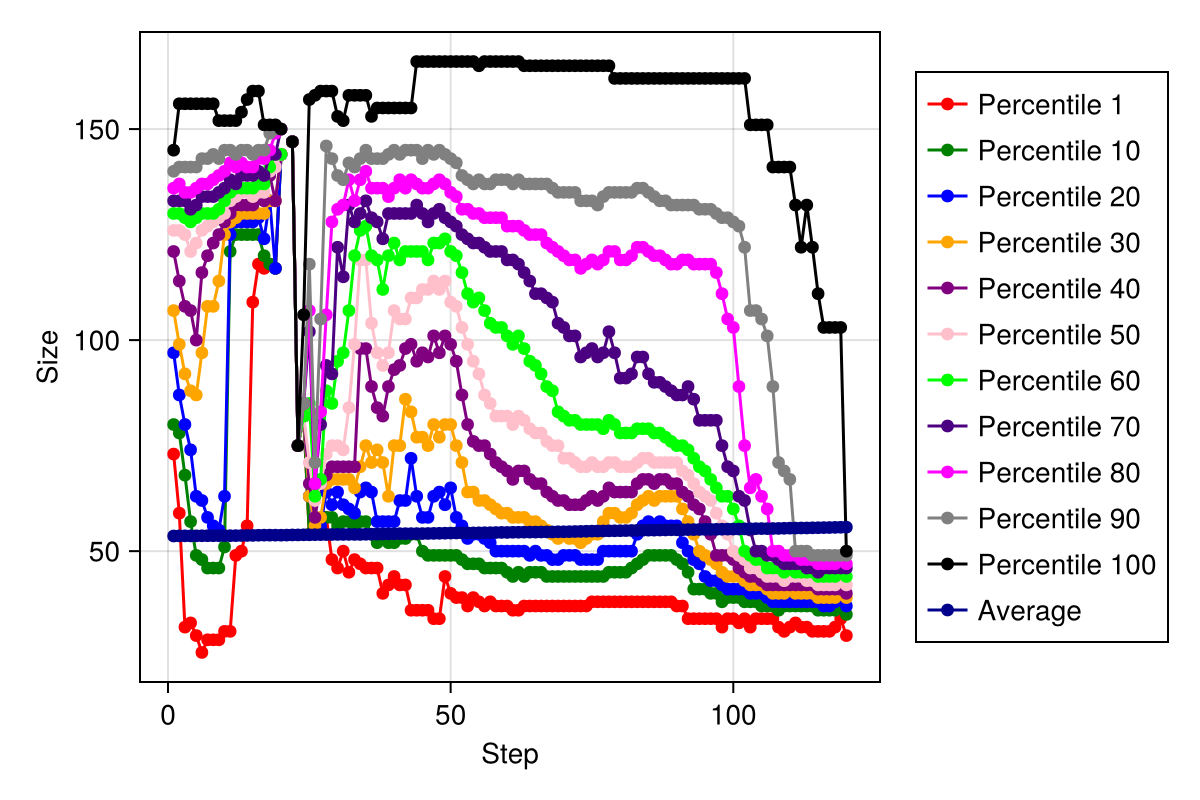 150
100
50
Size
0
50
100
Step
Percentile 1
Percentile 10
Percentile 20
Percentile 30
Percentile 40
Percentile 50
Percentile 60
Percentile 70
Percentile 80
Percentile 90
Percentile 100
Average